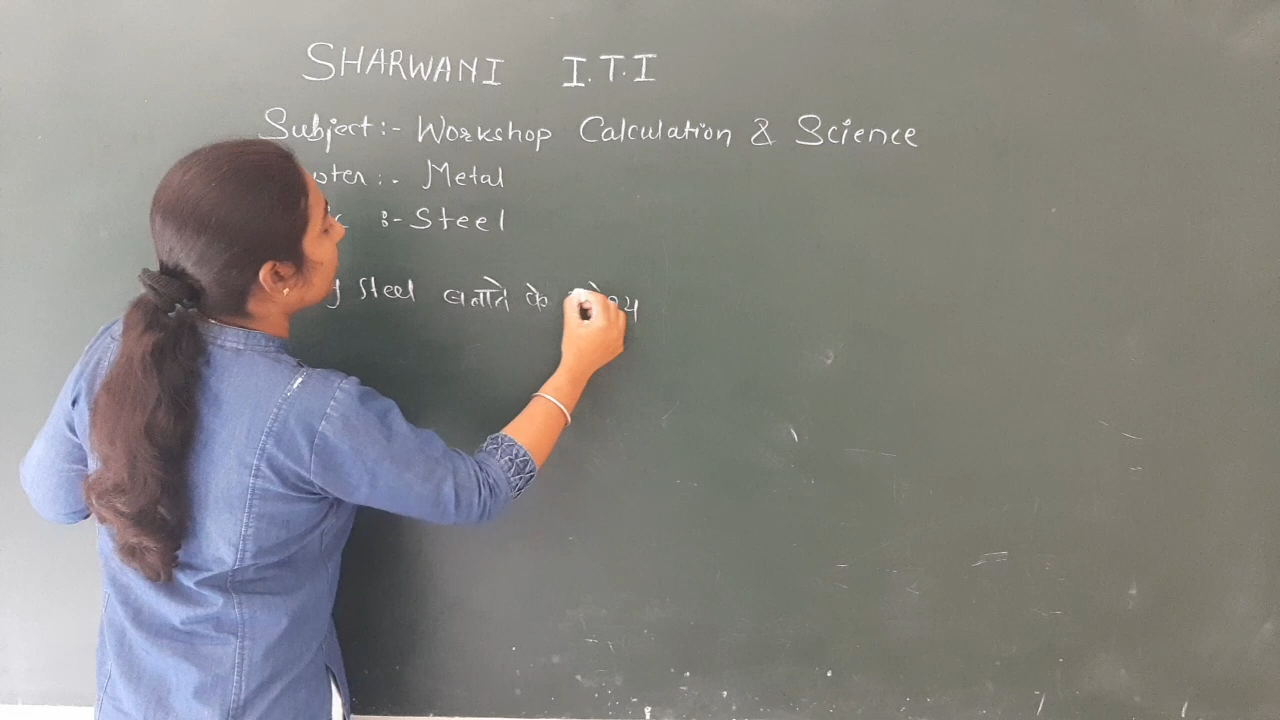 SHARWANI I.T.I
Subject:- Workshop Calculation & Science
Metal
:- Steel
Steel बनाने के